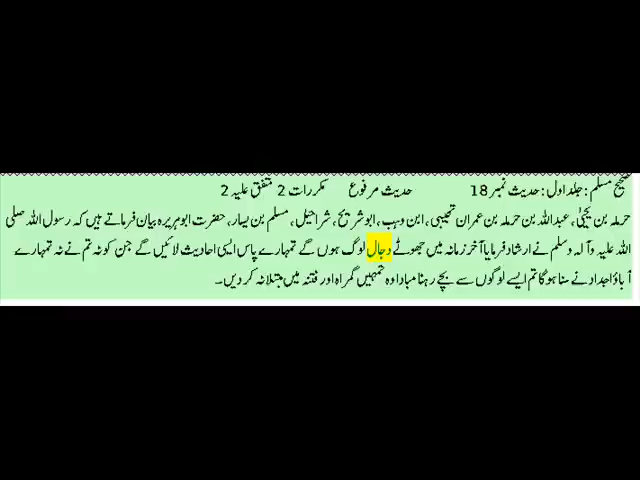 صحیح مسلم: جلد اول: حدیث نمبر 18 حدیث مرفوع مکررات 2 متفق علیہ 2
حرملہ بن یحییٰ، عبداللہ بن حرملہ بن عمران تجیبی، ابن وہب، ابوشریح، شراحیل، مسلم بن یسار، حضرت ابوہریرہ بیان فرماتے ہیں کہ رسول اللہ صلی
اللہ علیہ وآلہ وسلم نے ارشاد فرمایا آخر زمانہ میں جھوٹے دجال لوگ ہوں گے تمہارے پاس ایسی احادیث لائیں گے جن کو نہ تم نے نہ تمہارے
آباؤ اجداد نے سنا ہوگا تم ایسے لوگوں سے بچے رہنا مبادا وہ تمہیں گمراہ اور فتنہ میں مبتلا نہ کر دیں۔